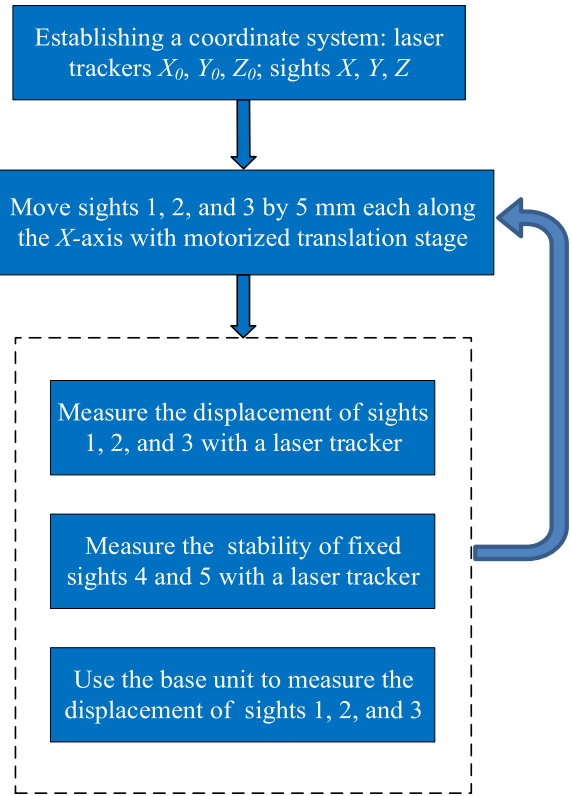 Establishing a coordinate system: laser
trackers X₀, Y₀, Z₀; sights X, Y, Z
Move sights 1, 2, and 3 by 5 mm each along
the X-axis with motorized translation stage
Measure the displacement of sights
1, 2, and 3 with a laser tracker
Measure the stability of fixed
sights 4 and 5 with a laser tracker
Use the base unit to measure the
displacement of sights 1, 2, and 3